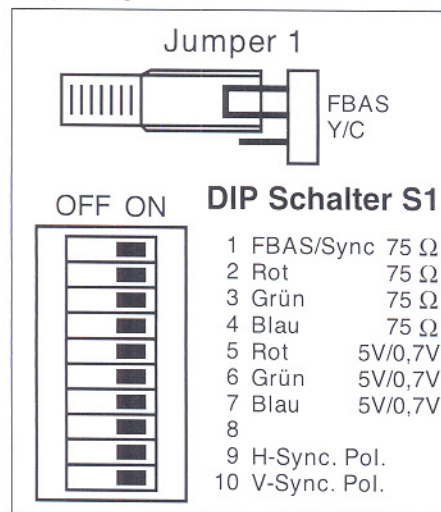 Jumper 1
FBAS
Y/C
OFF ON
DIP Schalter S1
1 FBAS/Sync 75 Ω
2 Rot 75 Ω
3 Grün 75 Ω
4 Blau 75 Ω
5 Rot 5V/0,7V
6 Grün 5V/0,7V
7 Blau 5V/0,7V
8
9 H-Sync. Pol.
10 V-Sync. Pol.